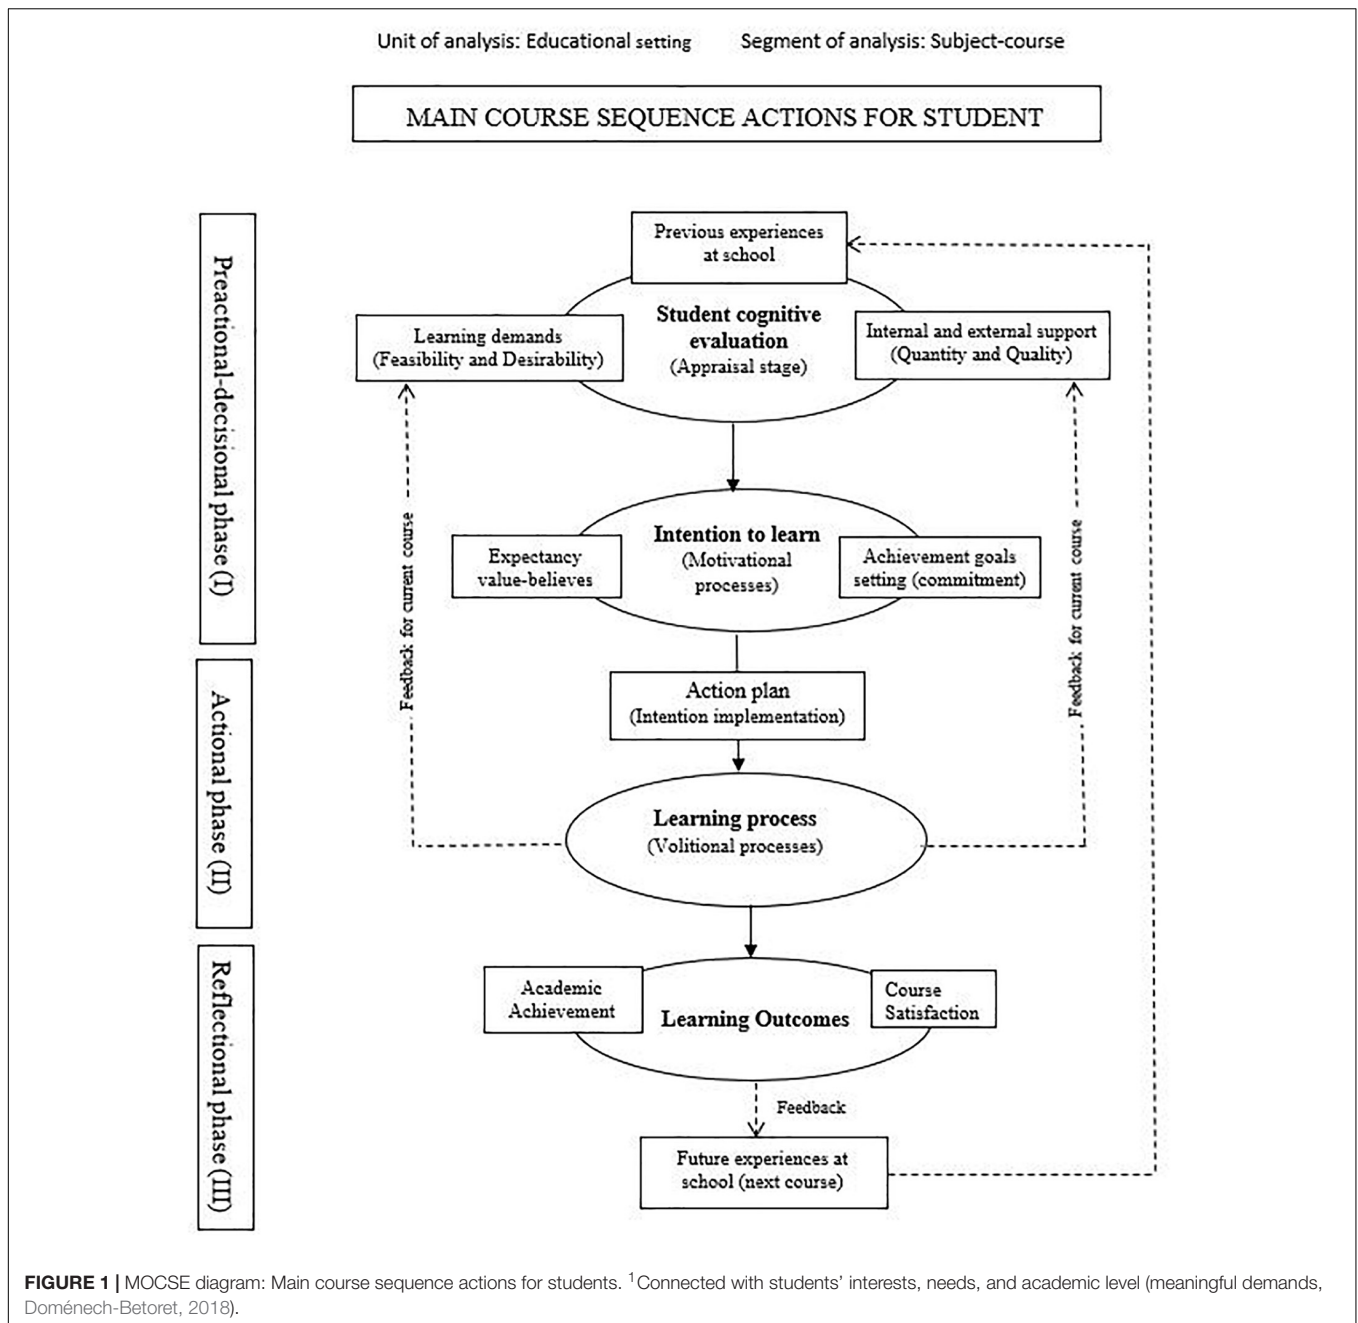 Unit of analysis: Educational setting Segment of analysis: Subject-course
MAIN COURSE SEQUENCE ACTIONS FOR STUDENT
Preactional-decisional phase (I)
Previous experiences
at school
Student cognitive
evaluation
(Appraisal stage)
Learning demands
(Feasibility and Desirability)
Internal and external support
(Quantity and Quality)
Feedback for current course
Feedback for current course
Intention to learn
(Motivational
processes)
Expectancy
value-believes
Achievement goals
setting (commitment)
Actional phase (II)
Action plan
(Intention implementation)
Learning process
(Volitional processes)
Reflectional phase (III)
Academic
Achievement
Learning Outcomes
Course
Satisfaction
Feedback
Future experiences at
school (next course)
FIGURE 1 | MOCSE diagram: Main course sequence actions for students. ¹Connected with students' interests, needs, and academic level (meaningful demands,
Doménech-Betoret, 2018).